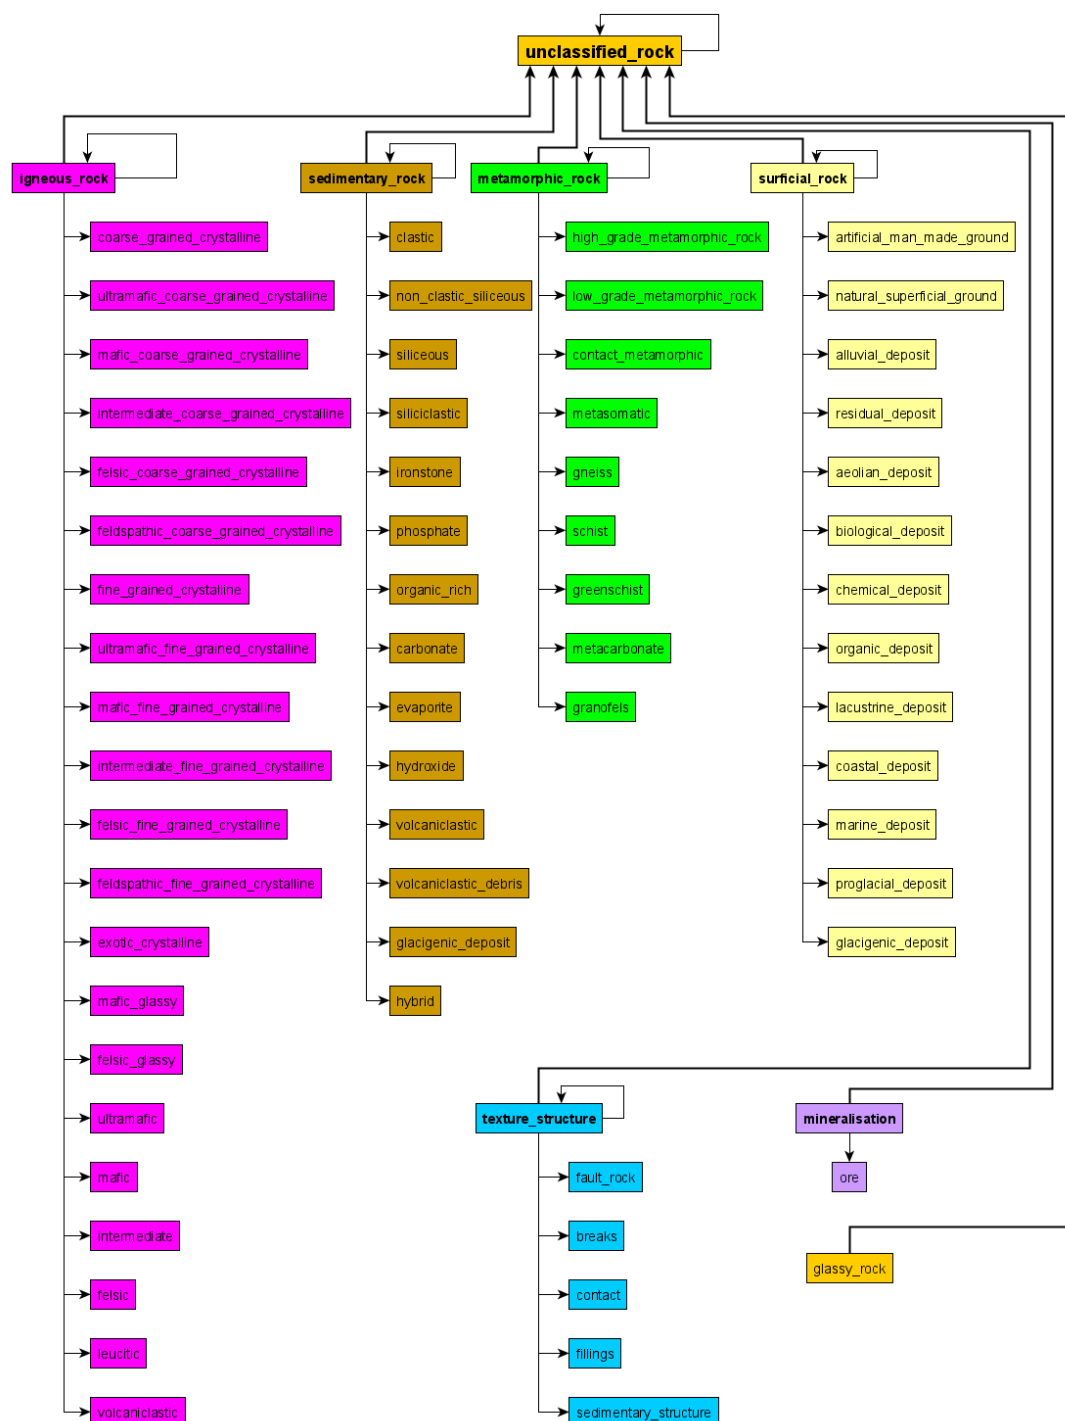 unclassified_rock
igneous_rock
coarse_grained_crystalline
ultramafic_coarse_grained_crystalline
mafic_coarse_grained_crystalline
intermediate_coarse_grained_crystalline
felsic_coarse_grained_crystalline
feldspathic_coarse_grained_crystalline
fine_grained_crystalline
ultramafic_fine_grained_crystalline
mafic_fine_grained_crystalline
intermediate_fine_grained_crystalline
felsic_fine_grained_crystalline
feldspathic_fine_grained_crystalline
exotic_crystalline
mafic_glassy
felsic_glassy
ultramafic
mafic
intermediate
felsic
leucitic
volcaniclastic
sedimentary_rock
clastic
non_clastic_siliceous
siliceous
siliciclastic
ironstone
phosphate
organic_rich
carbonate
evaporite
hydroxide
volcaniclastic
volcaniclastic_debris
glacigenic_deposit
hybrid
metamorphic_rock
high_grade_metamorphic_rock
low_grade_metamorphic_rock
contact_metamorphic
metasomatic
gneiss
schist
greenschist
metacarbonate
granofels
surficial_rock
artificial_man_made_ground
natural_superficial_ground
alluvial_deposit
residual_deposit
aeolian_deposit
biological_deposit
chemical_deposit
organic_deposit
lacustrine_deposit
coastal_deposit
marine_deposit
proglacial_deposit
glacigenic_deposit
texture_structure
fault_rock
breaks
contact
fillings
sedimentary_structure
mineralisation
ore
glassy_rock